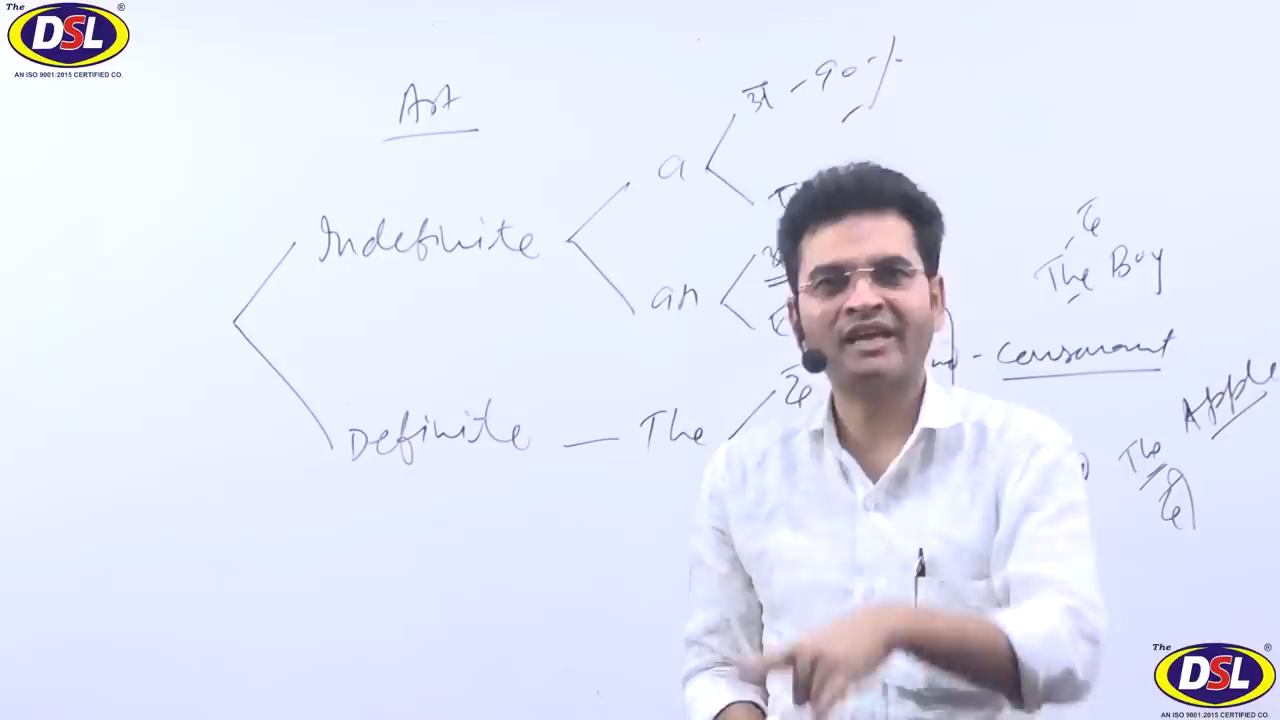 The DSL ®
AN ISO 9001:2015 CERTIFIED CO.
Art
अ - 90%
a
Indefinite
an
The Boy
consonant
Definite — The
The Apple
The DSL ®
AN ISO 9001:2015 CERTIFIED CO.